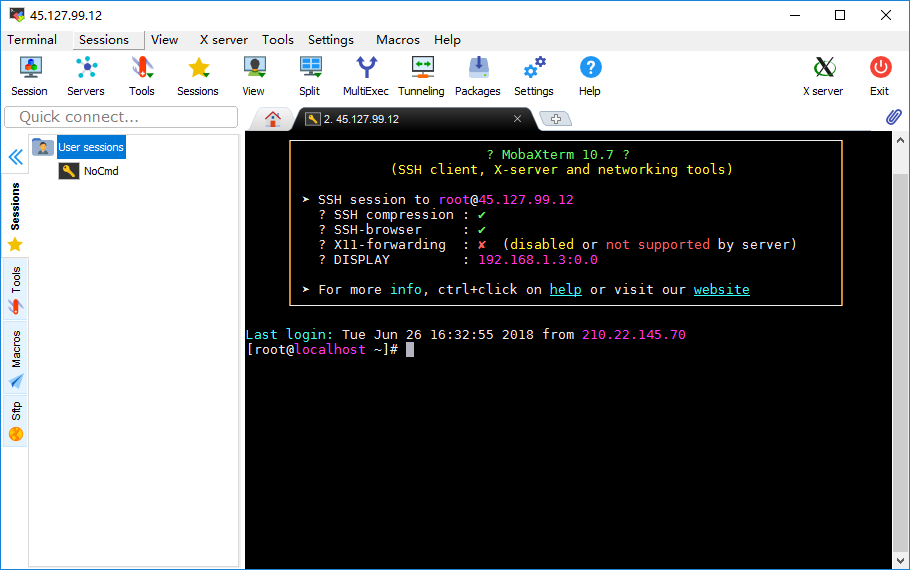 45.127.99.12
Terminal Sessions View X server Tools Settings Macros Help
Session Servers Tools Sessions View Split MultiExec Tunneling Packages Settings Help X server Exit
Quick connect...
2. 45.127.99.12
User sessions
NoCmd
Sessions
Tools
Macros
Sftp
? MobaXterm 10.7 ?
(SSH client, X-server and networking tools)
➤ SSH session to root@45.127.99.12
? SSH compression : ✔
? SSH-browser : ✔
? X11-forwarding : ✘ (disabled or not supported by server)
? DISPLAY : 192.168.1.3:0.0
➤ For more info, ctrl+click on help or visit our website
Last login: Tue Jun 26 16:32:55 2018 from 210.22.145.70
[root@localhost ~]#